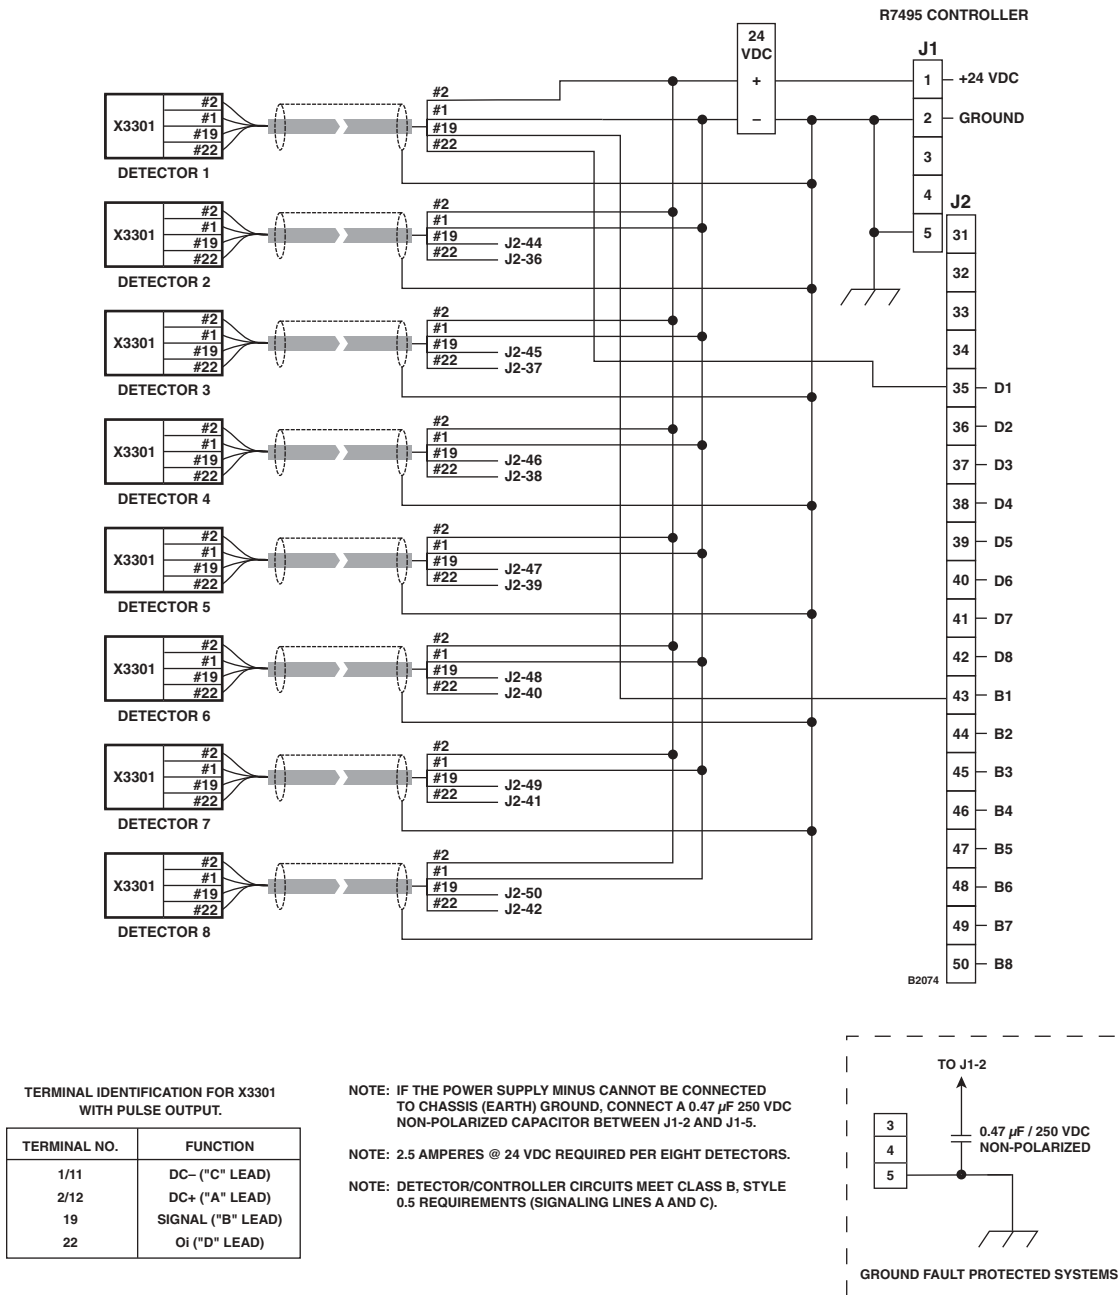 R7495 CONTROLLER
24
VDC
+
–
J1
1
+24 VDC
2
GROUND
3
4
5
J2
31
32
33
34
35 D1
36 D2
37 D3
38 D4
39 D5
40 D6
41 D7
42 D8
43 B1
44 B2
45 B3
46 B4
47 B5
48 B6
49 B7
50 B8
B2074
X3301
#2
#1
#19
#22
DETECTOR 1
#2
#1
#19
#22
X3301
#2
#1
#19
#22
DETECTOR 2
#2
#1
#19 J2-44
#22 J2-36
X3301
#2
#1
#19
#22
DETECTOR 3
#2
#1
#19 J2-45
#22 J2-37
X3301
#2
#1
#19
#22
DETECTOR 4
#2
#1
#19 J2-46
#22 J2-38
X3301
#2
#1
#19
#22
DETECTOR 5
#2
#1
#19 J2-47
#22 J2-39
X3301
#2
#1
#19
#22
DETECTOR 6
#2
#1
#19 J2-48
#22 J2-40
X3301
#2
#1
#19
#22
DETECTOR 7
#2
#1
#19 J2-49
#22 J2-41
X3301
#2
#1
#19
#22
DETECTOR 8
#2
#1
#19 J2-50
#22 J2-42
TERMINAL IDENTIFICATION FOR X3301
WITH PULSE OUTPUT.
TERMINAL NO. FUNCTION
1/11 DC– ("C" LEAD)
2/12 DC+ ("A" LEAD)
19 SIGNAL ("B" LEAD)
22 Oi ("D" LEAD)
NOTE: IF THE POWER SUPPLY MINUS CANNOT BE CONNECTED
TO CHASSIS (EARTH) GROUND, CONNECT A 0.47 µF 250 VDC
NON-POLARIZED CAPACITOR BETWEEN J1-2 AND J1-5.
NOTE: 2.5 AMPERES @ 24 VDC REQUIRED PER EIGHT DETECTORS.
NOTE: DETECTOR/CONTROLLER CIRCUITS MEET CLASS B, STYLE
0.5 REQUIREMENTS (SIGNALING LINES A AND C).
TO J1-2
3
4
5
0.47 µF / 250 VDC
NON-POLARIZED
GROUND FAULT PROTECTED SYSTEMS